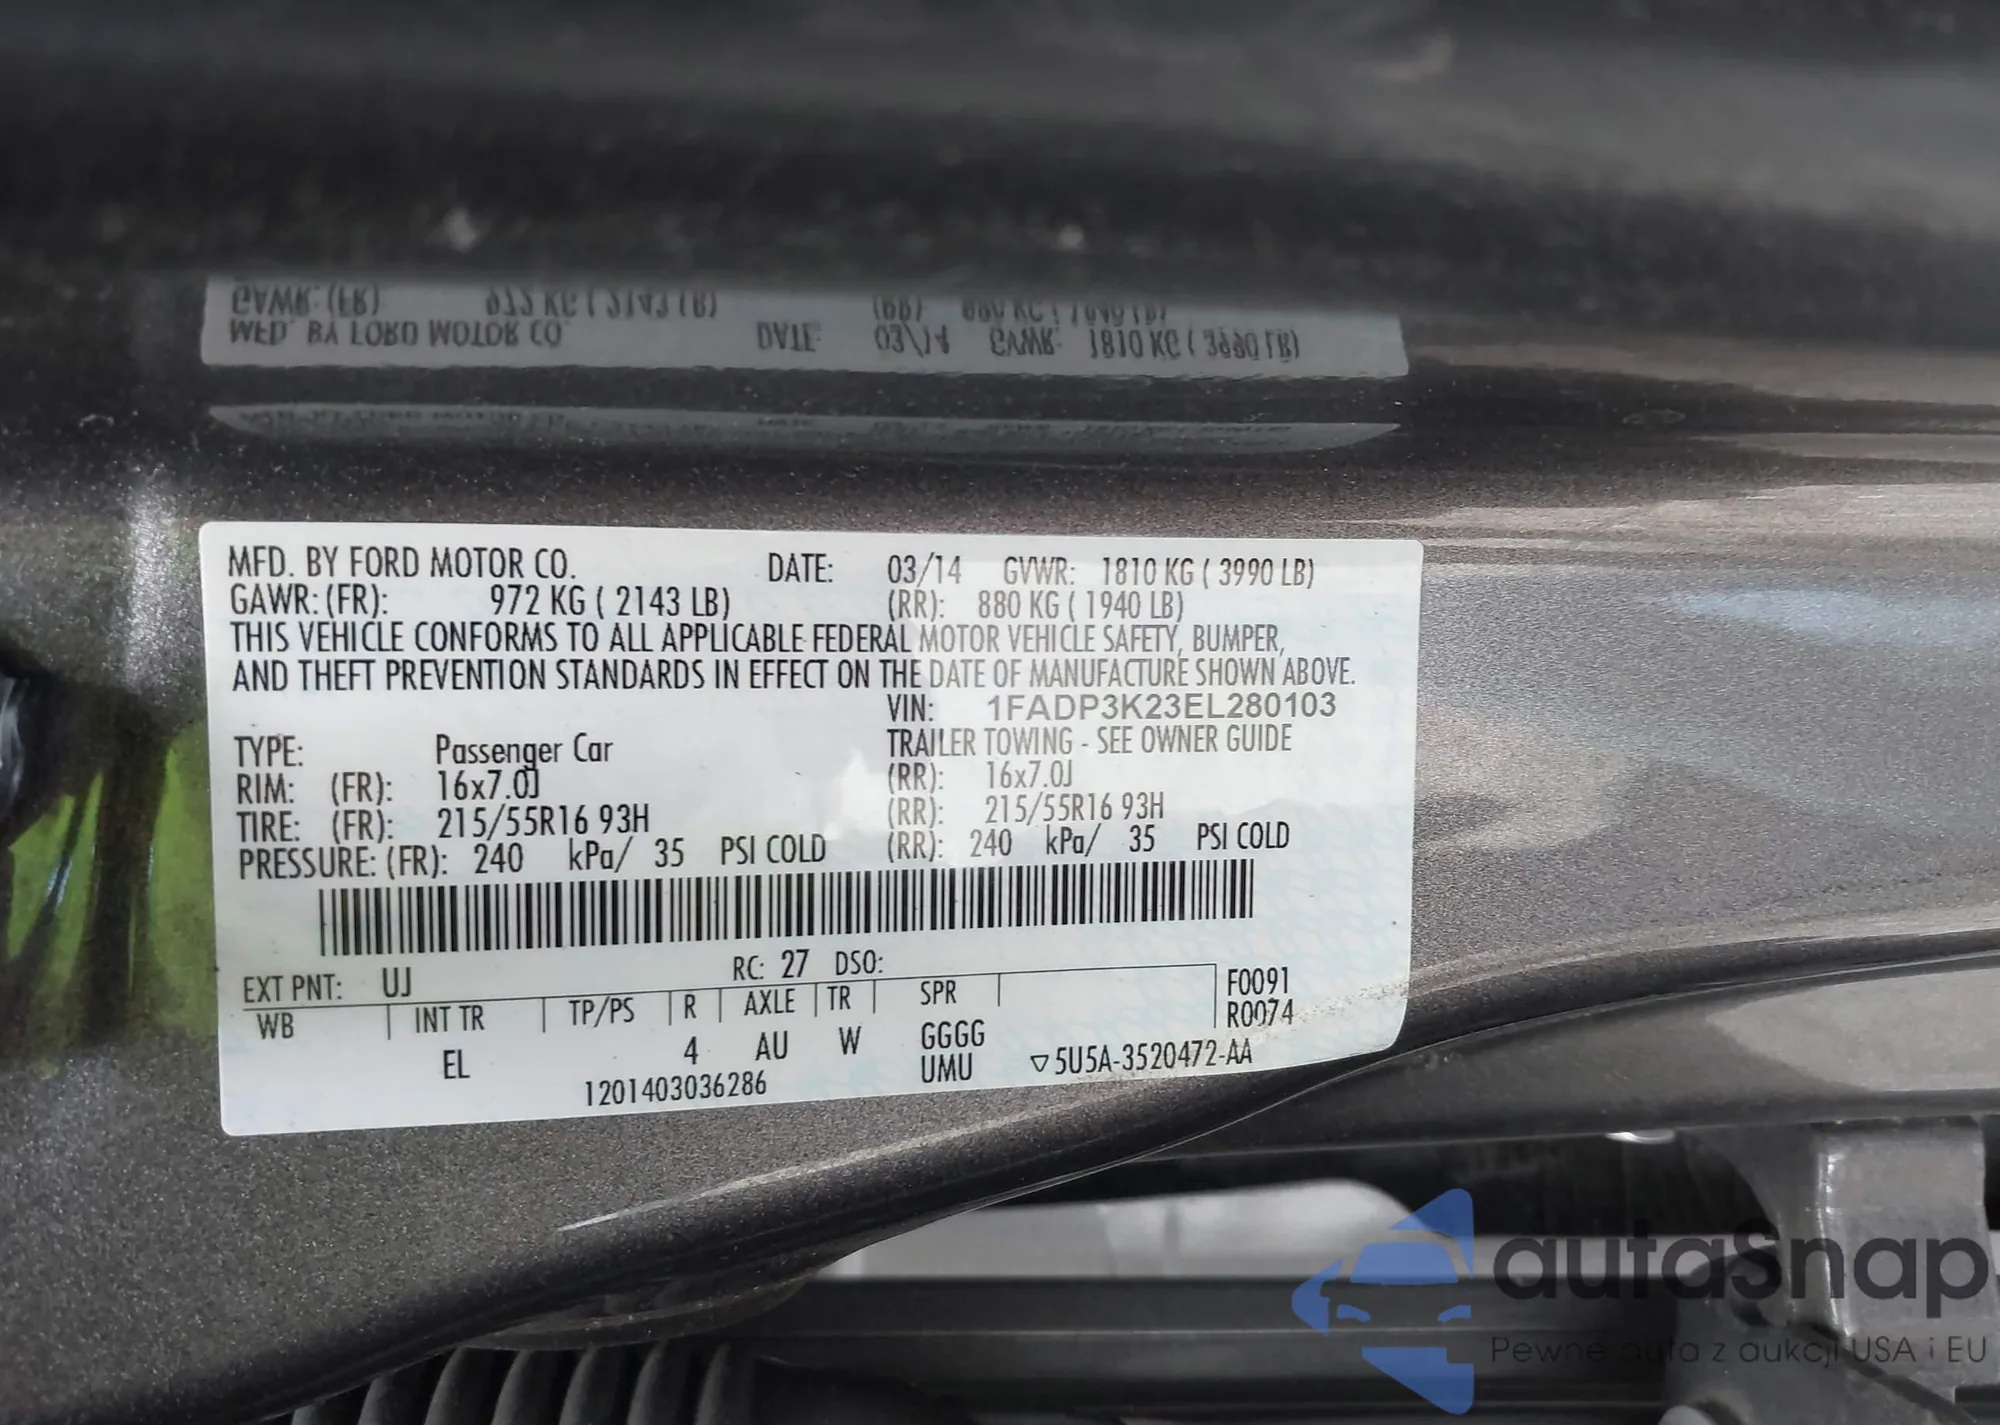 MFD. BY FORD MOTOR CO. DATE: 03/14 GVWR: 1810 KG ( 3990 LB)
GAWR: (FR): 972 KG ( 2143 LB) (RR): 880 KG ( 1940 LB)
THIS VEHICLE CONFORMS TO ALL APPLICABLE FEDERAL MOTOR VEHICLE SAFETY, BUMPER,
AND THEFT PREVENTION STANDARDS IN EFFECT ON THE DATE OF MANUFACTURE SHOWN ABOVE.
VIN: 1FADP3K23EL280103
TYPE: Passenger Car TRAILER TOWING - SEE OWNER GUIDE
RIM: (FR): 16x7.0J (RR): 16x7.0J
TIRE: (FR): 215/55R16 93H (RR): 215/55R16 93H
PRESSURE: (FR): 240 kPa/ 35 PSI COLD (RR): 240 kPa/ 35 PSI COLD
EXT PNT: UJ RC: 27 DSO:
WB INT TR TP/PS R AXLE TR SPR F0091
R0074
EL 4 AU W GGGG
UMU
1201403036286 ▽5U5A-3520472-AA
autasnap
Pewne auta z aukcji USA i EU